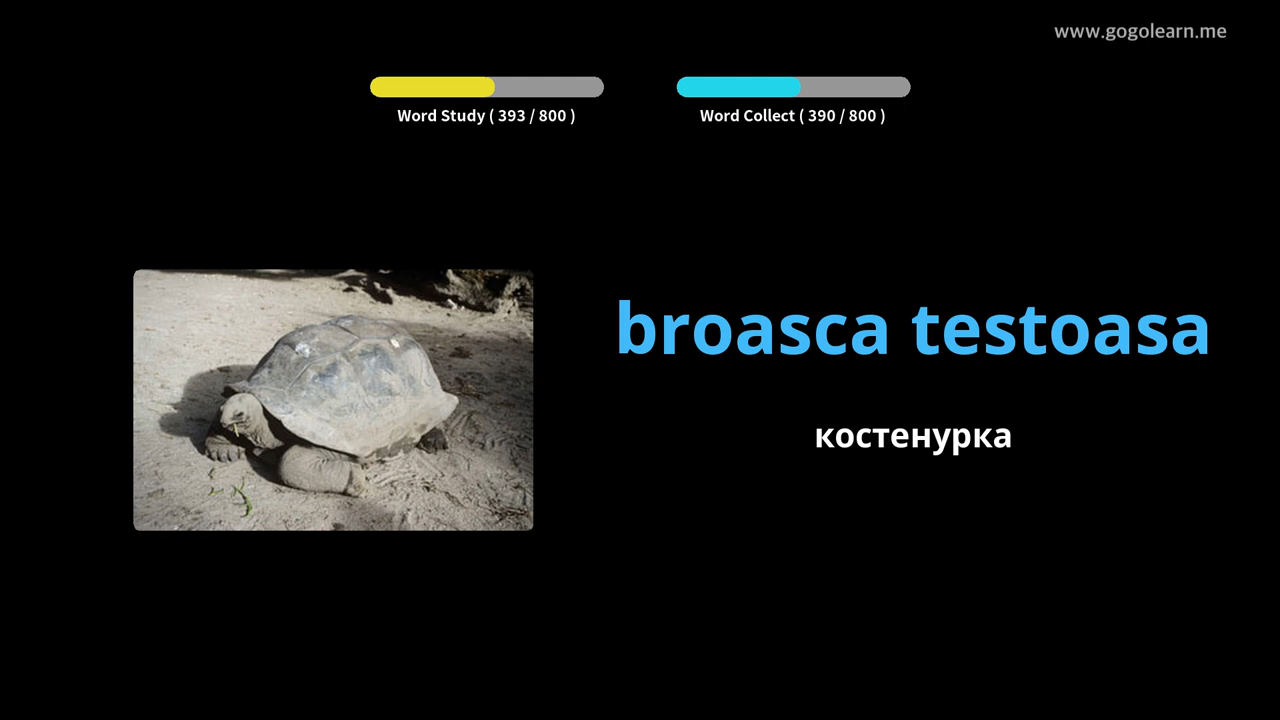 www.gogolearn.me
Word Study ( 393 / 800 )
Word Collect ( 390 / 800 )
broasca testoasa
костенурка